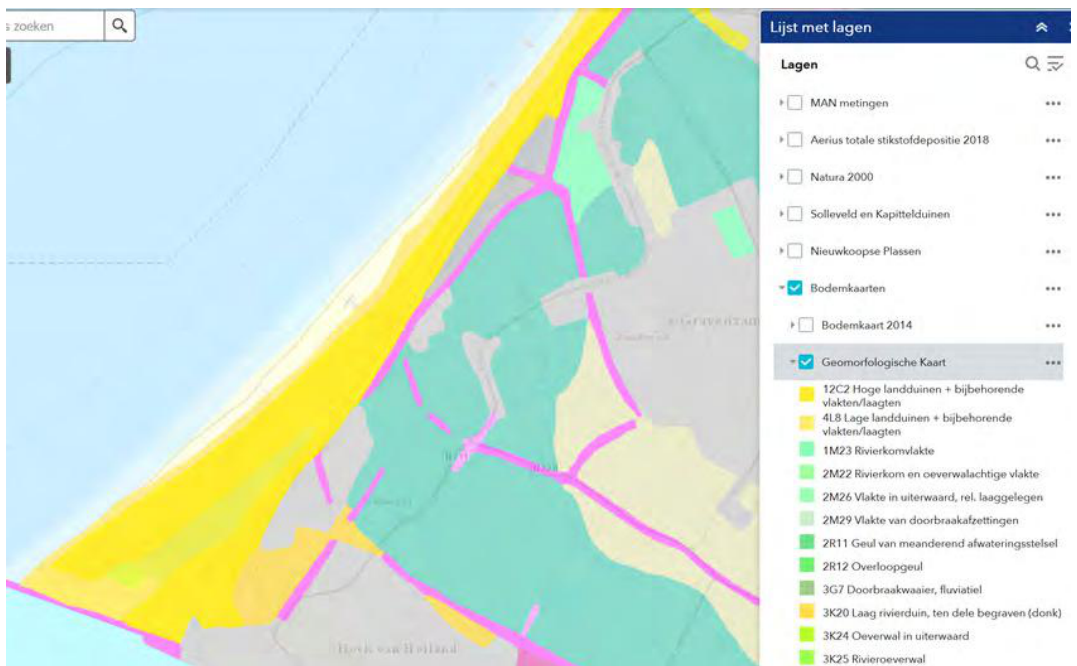 s zoeken
Lijst met lagen
Lagen
MAN metingen
Aerius totale stikstofdepositie 2018
Natura 2000
Solleveld en Kapittelduinen
Nieuwkoopse Plassen
Bodemkaarten
Bodemkaart 2014
Geomorfologische Kaart
12C2 Hoge landduinen + bijbehorende
vlakten/laagten
4L8 Lage landduinen + bijbehorende
vlakten/laagten
1M23 Rivierkomvlakte
2M22 Rivierkom en oeverwalachtige vlakte
2M26 Vlakte in uiterwaard, rel. laaggelegen
2M29 Vlakte van doorbraakafzettingen
2R11 Geul van meanderend afwateringsstelsel
2R12 Overloopgeul
3G7 Doorbraakwaaier, fluviatiel
3K20 Laag rivierduin, ten dele begraven (donk)
3K24 Oeverwal in uiterwaard
3K25 Rivieroeverwal
Hoek van Holland